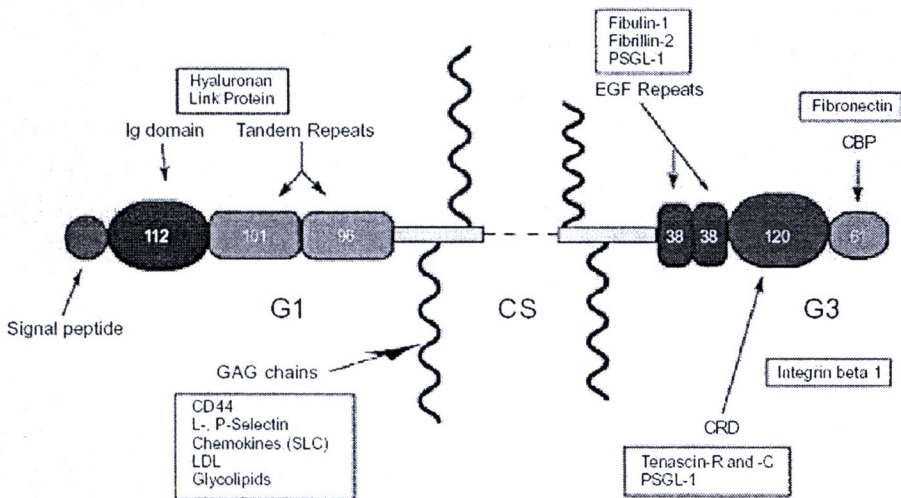 Fibulin-1
Fibrillin-2
PSGL-1
EGF Repeats
Hyaluronan
Link Protein
Ig domain
Tandem Repeats
Fibronectin
CBP
112
101
96
38
38
120
61
Signal peptide
G1
CS
G3
GAG chains
CD44
L-, P-Selectin
Chemokines (SLC)
LDL
Glycolipids
Integrin beta 1
CRD
Tenascin-R and -C
PSGL-1